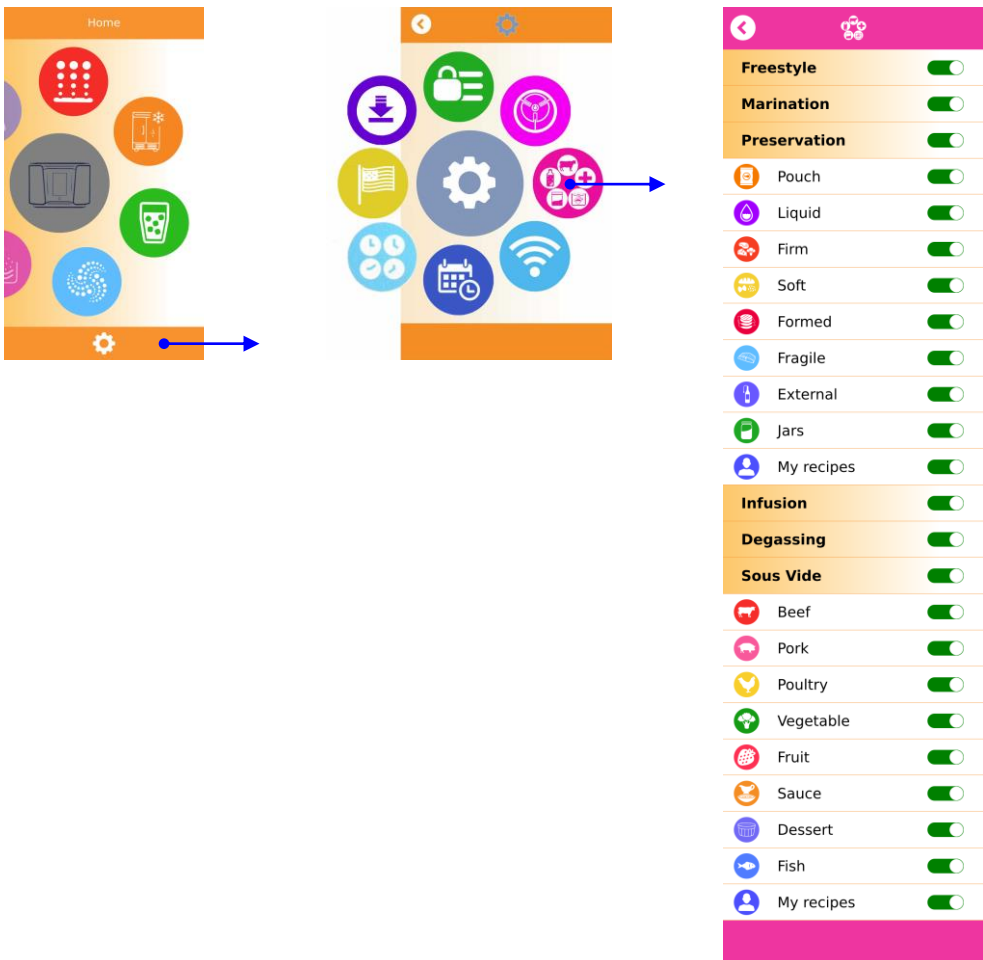 Home
Freestyle
Marination
Preservation
Pouch
Liquid
Firm
Soft
Formed
Fragile
External
Jars
My recipes
Infusion
Degassing
Sous Vide
Beef
Pork
Poultry
Vegetable
Fruit
Sauce
Dessert
Fish
My recipes